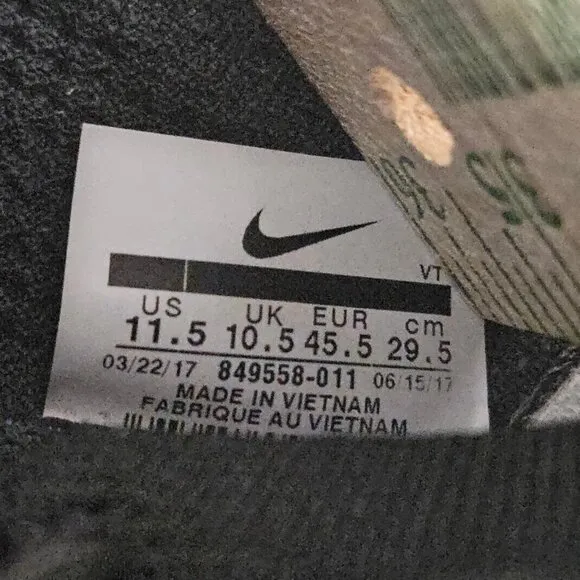 VT
US UK EUR cm
11.5 10.5 45.5 29.5
03/22/17 849558-011 06/15/17
MADE IN VIETNAM
FABRIQUE AU VIETNAM